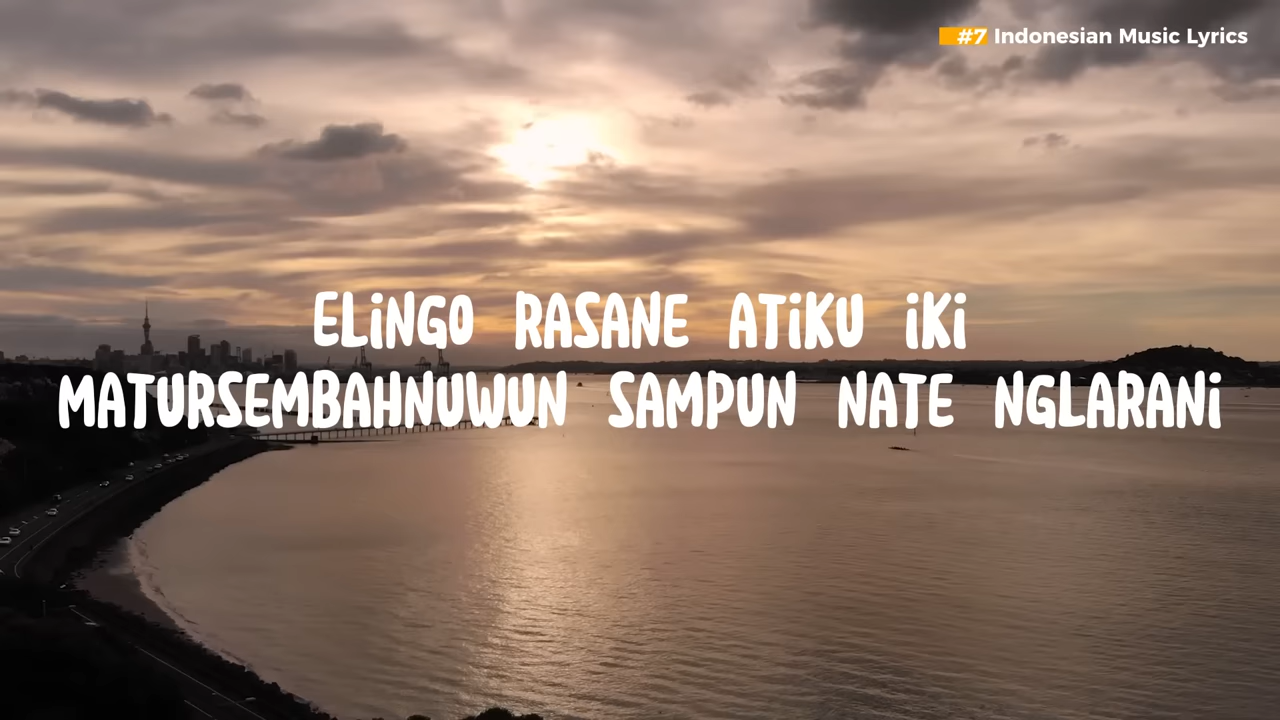 #7 Indonesian Music Lyrics
ELiNGO RASANE ATiKU iKi
MATURSEMBAHNUWUN SAMPUN NATE NGLARANi